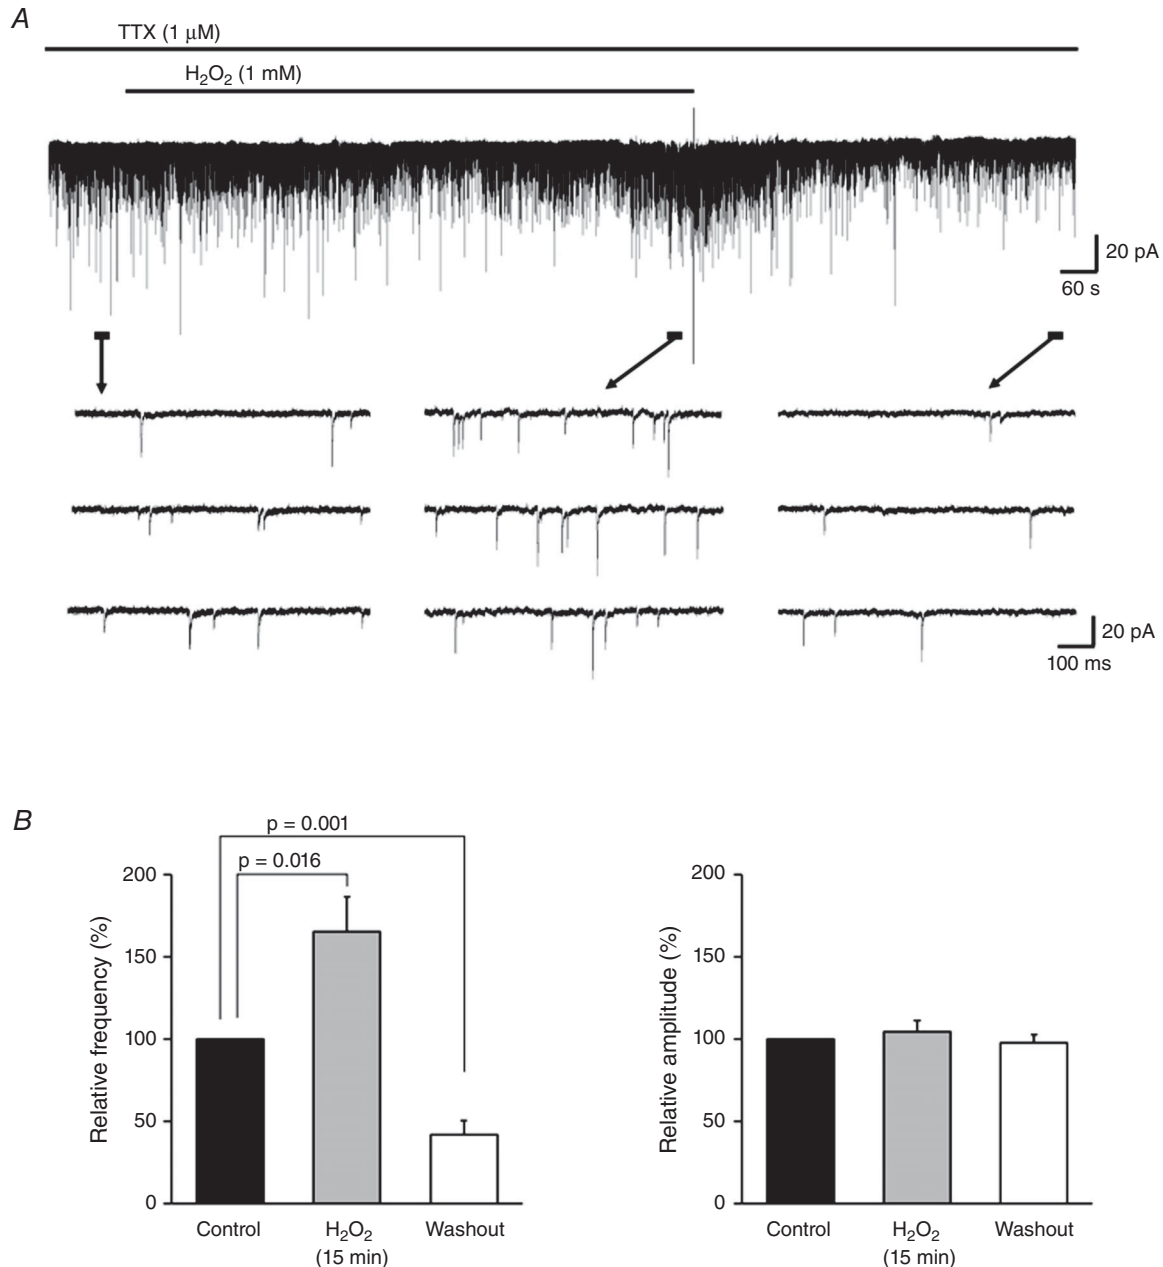 A
TTX (1 μM)
H₂O₂ (1 mM)
20 pA
60 s
20 pA
100 ms
B
p = 0.001
p = 0.016
200
150
100
50
0
Relative frequency (%)
Control
H₂O₂
(15 min)
Washout
200
150
100
50
0
Relative amplitude (%)
Control
H₂O₂
(15 min)
Washout